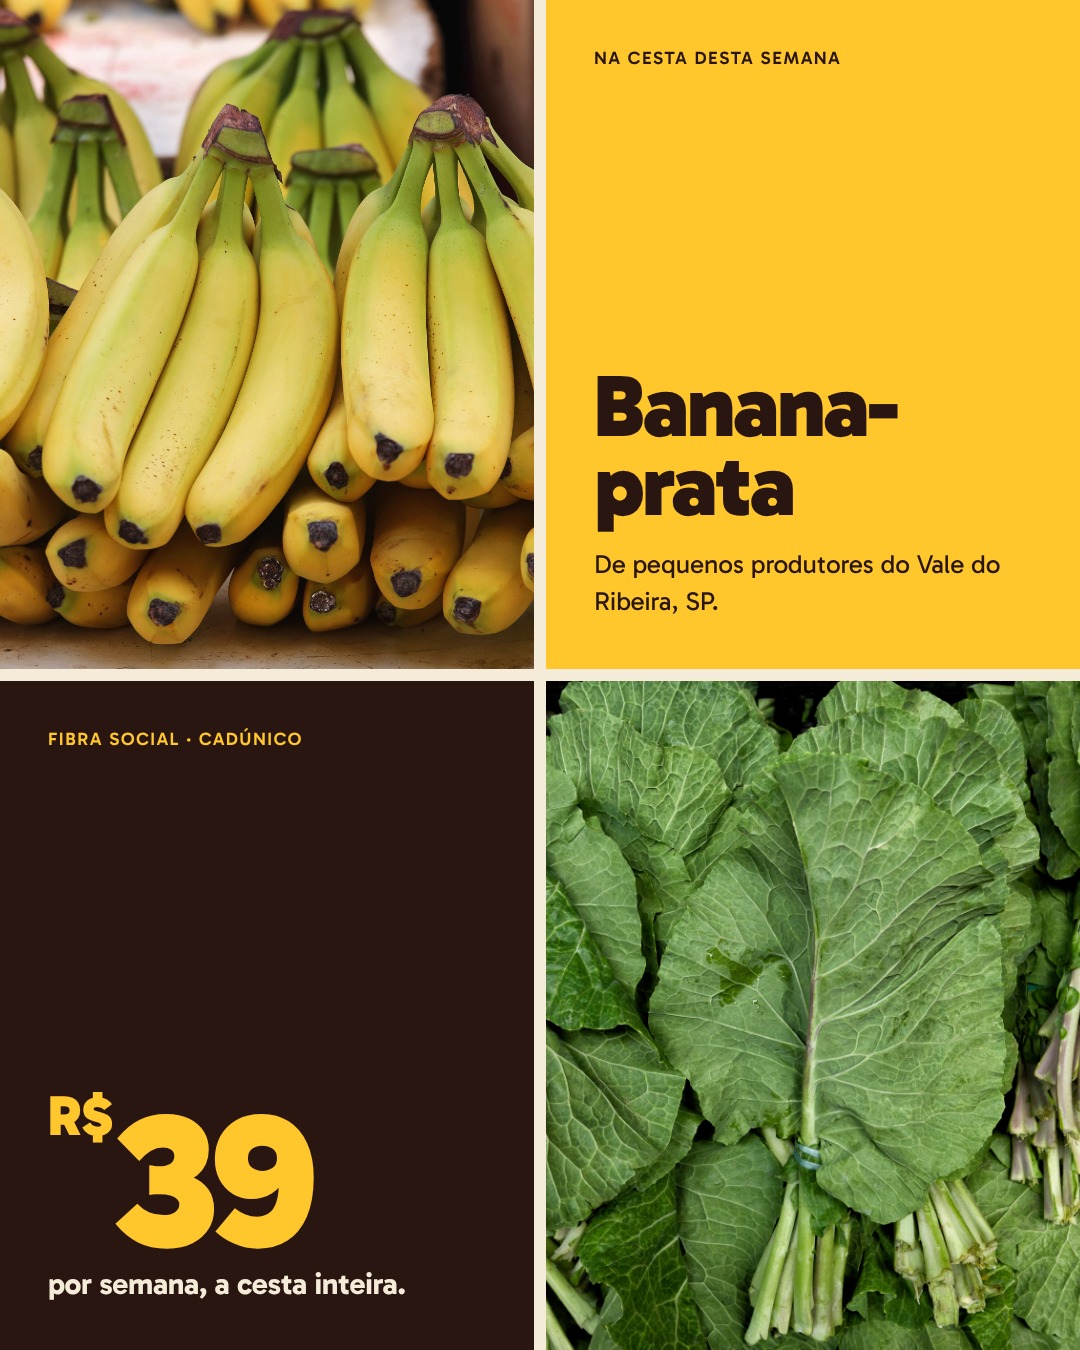 NA CESTA DESTA SEMANA
Banana-
prata
De pequenos produtores do Vale do
Ribeira, SP.
FIBRA SOCIAL · CADÚNICO
R$39
por semana, a cesta inteira.